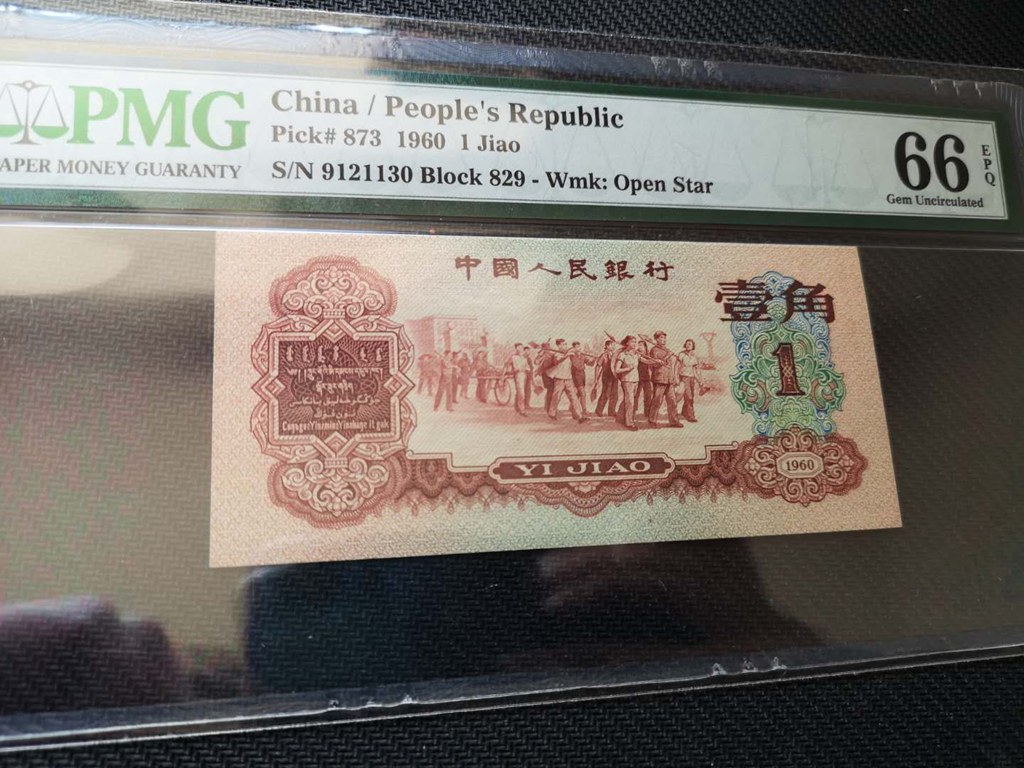 PMG
APER MONEY GUARANTY
China / People's Republic
Pick# 873 1960 1 Jiao
S/N 9121130 Block 829 - Wmk: Open Star
66
EPQ
Gem Uncirculated
中國人民銀行
壹角
1
YI JIAO
1960